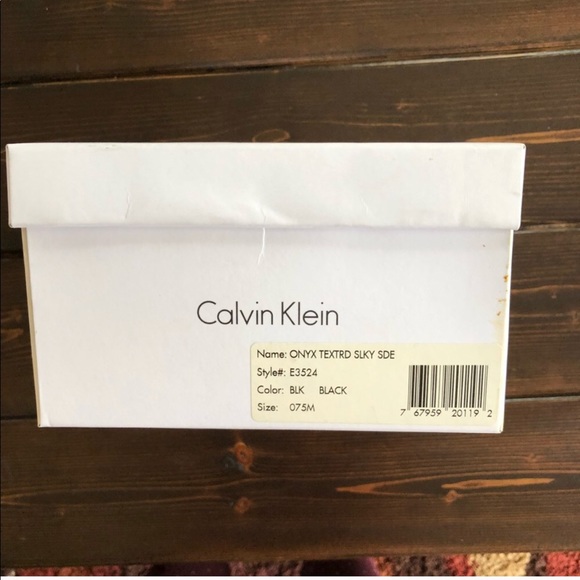 Calvin Klein
Name: ONYX TEXTRD SLKY SDE
Style#: E3524
Color: BLK BLACK
Size: 075M
7 67959 20119 2